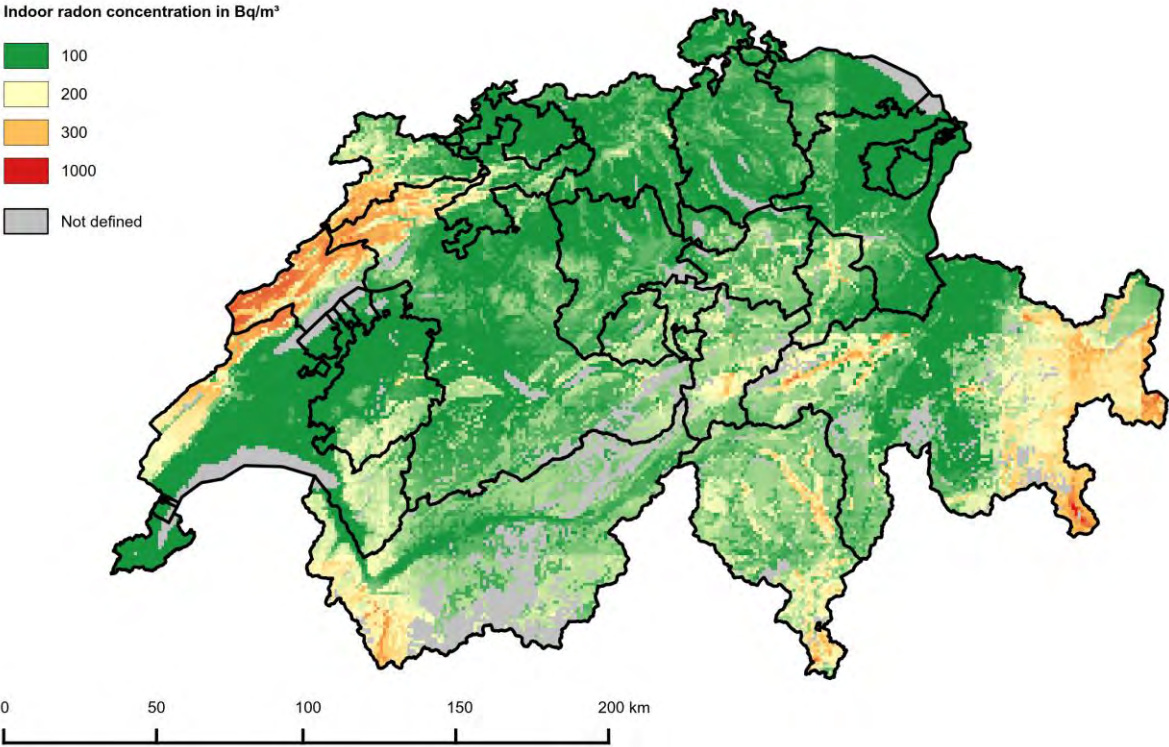 Indoor radon concentration in Bq/m³
100
200
300
1000
Not defined
0 50 100 150 200 km